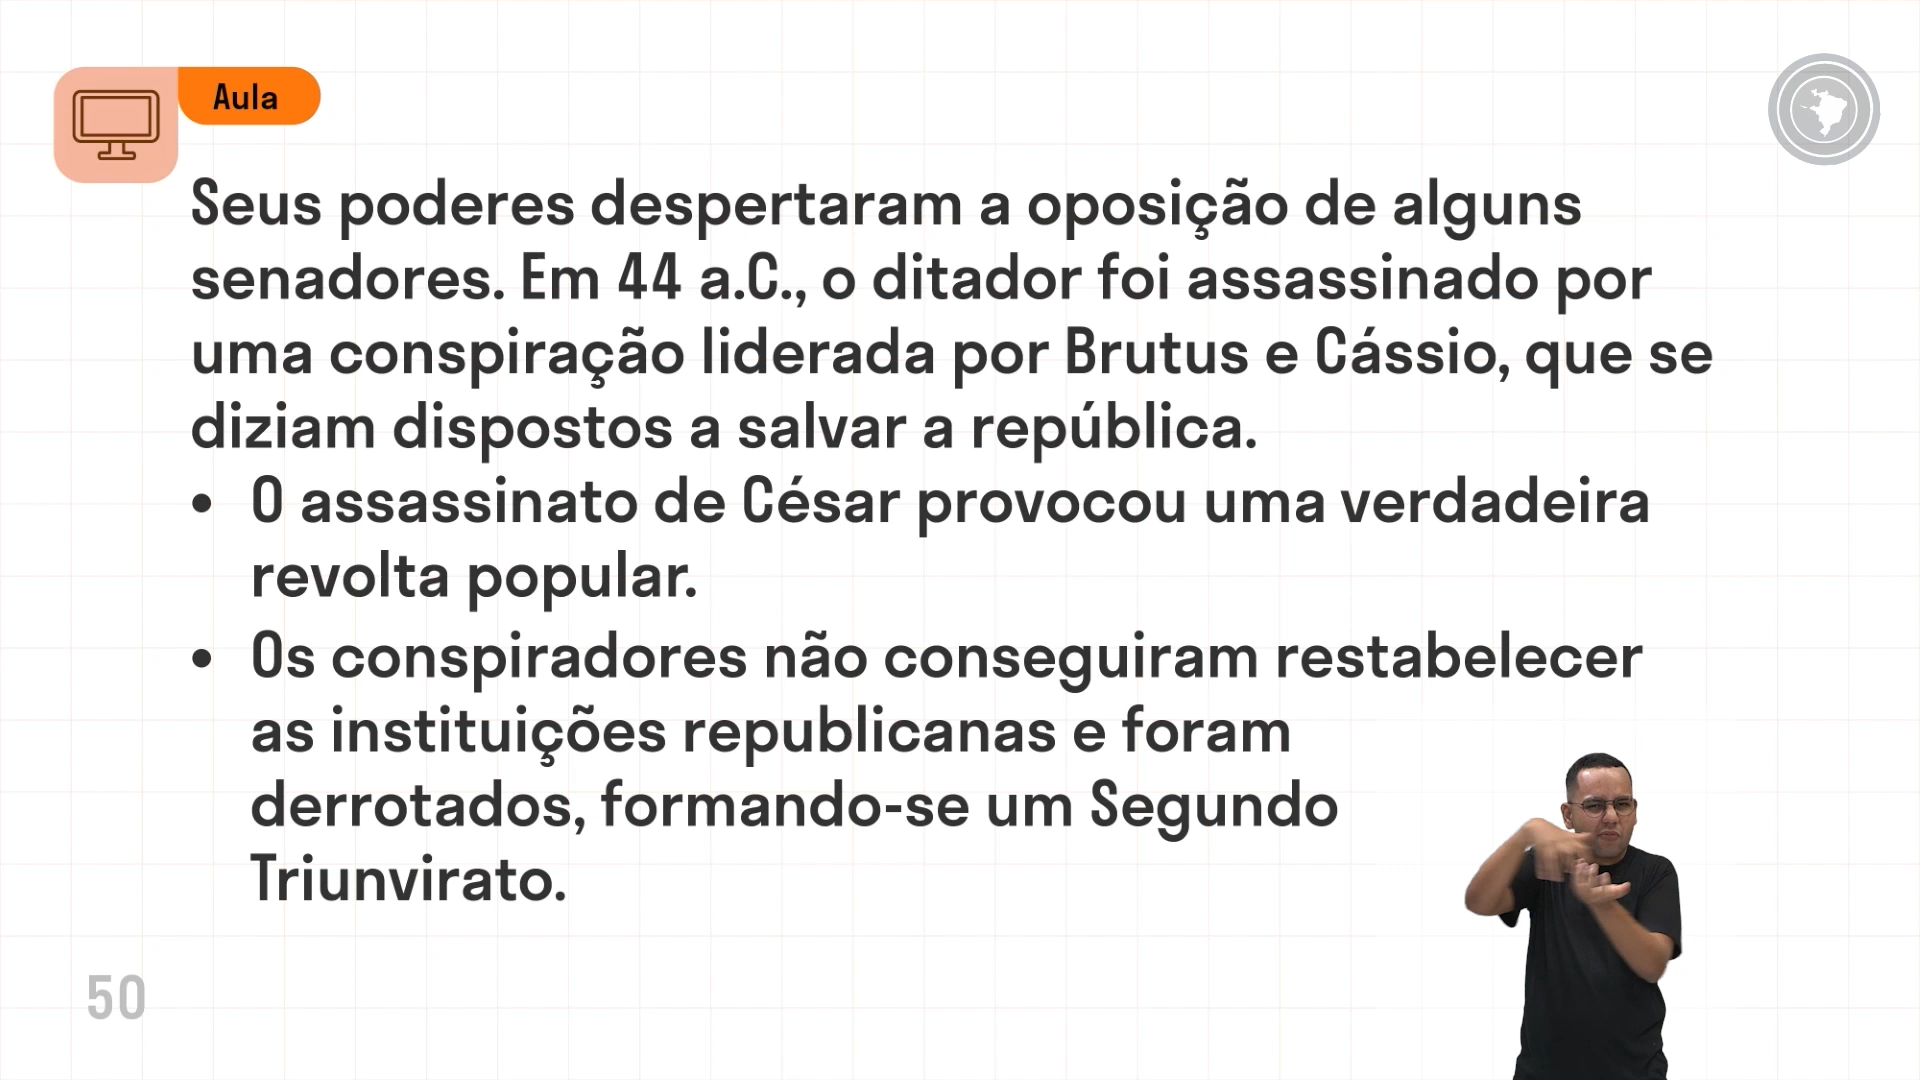 Aula
Seus poderes despertaram a oposição de alguns
senadores. Em 44 a.C., o ditador foi assassinado por
uma conspiração liderada por Brutus e Cássio, que se
diziam dispostos a salvar a república.
• O assassinato de César provocou uma verdadeira
revolta popular.
• Os conspiradores não conseguiram restabelecer
as instituições republicanas e foram
derrotados, formando-se um Segundo
Triunvirato.
50